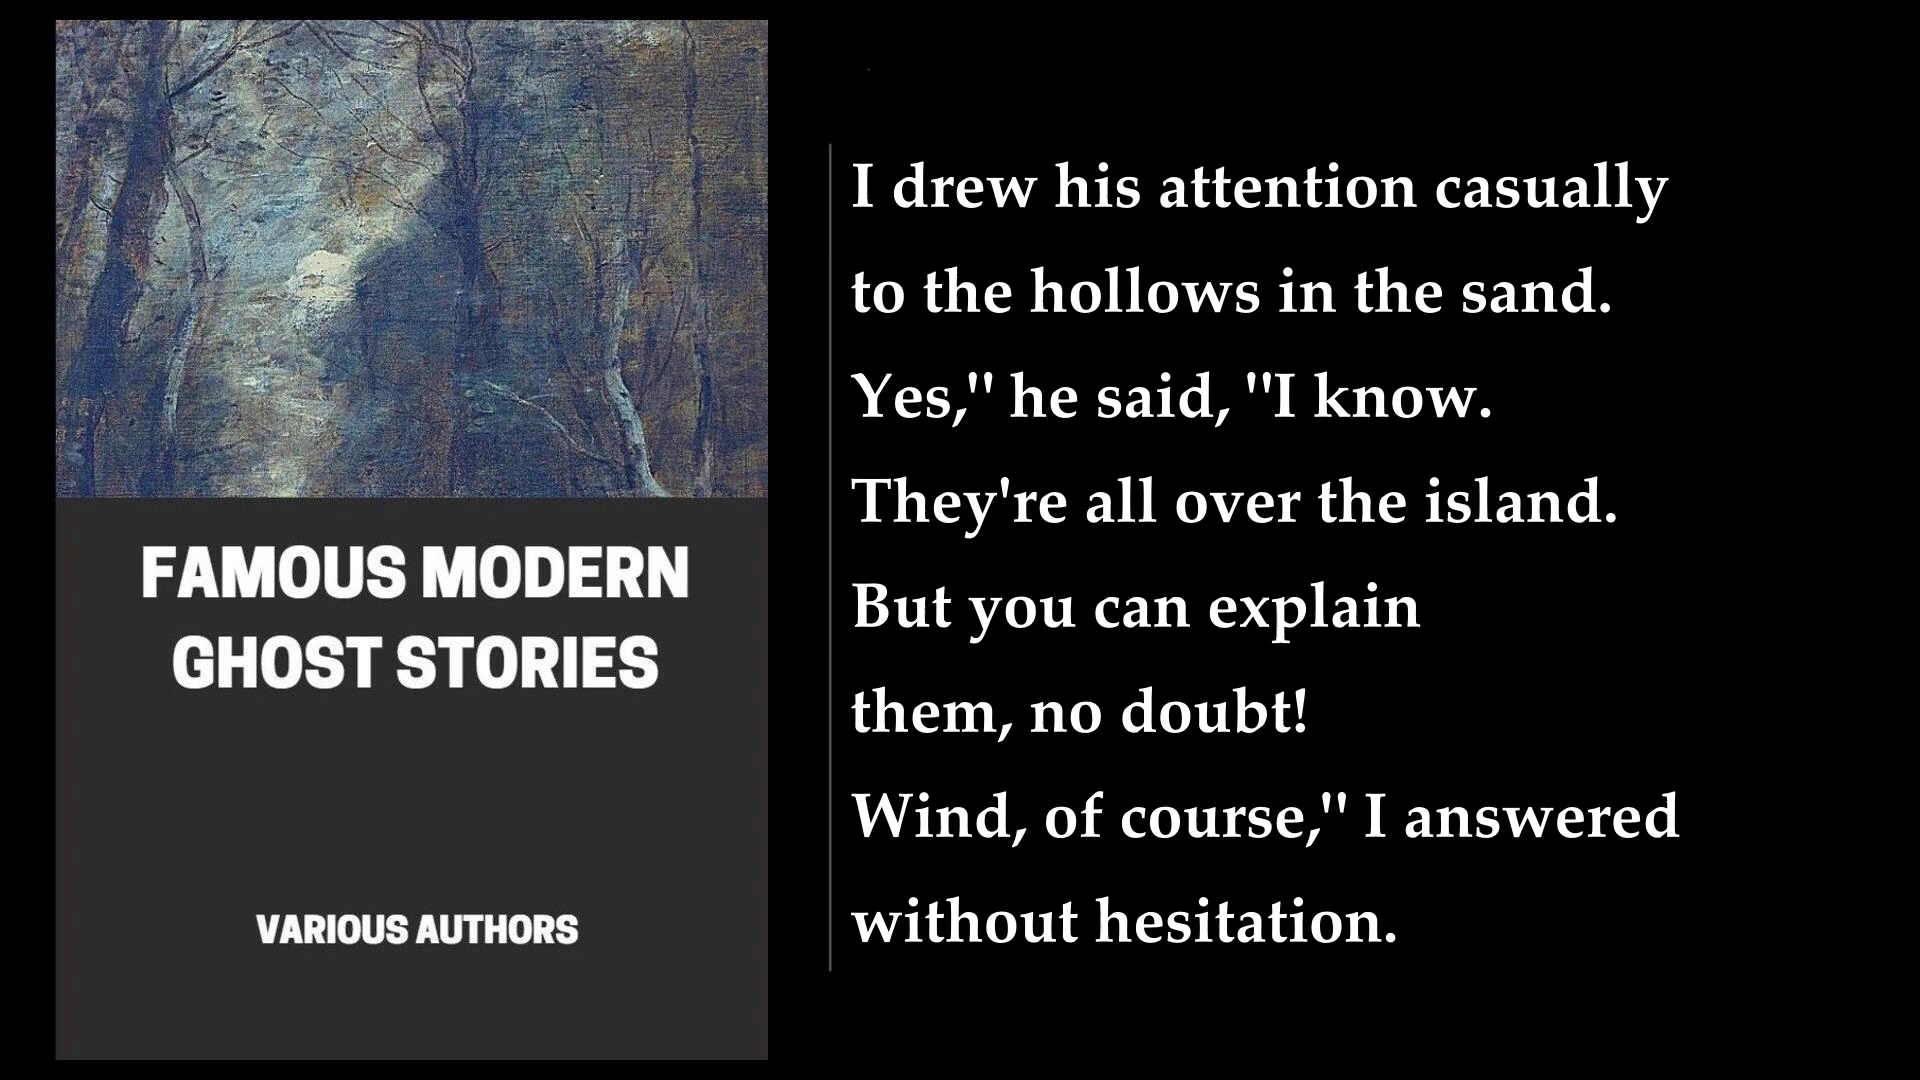 FAMOUS MODERN
GHOST STORIES
VARIOUS AUTHORS
I drew his attention casually
to the hollows in the sand.
Yes," he said, "I know.
They're all over the island.
But you can explain
them, no doubt!
Wind, of course," I answered
without hesitation.